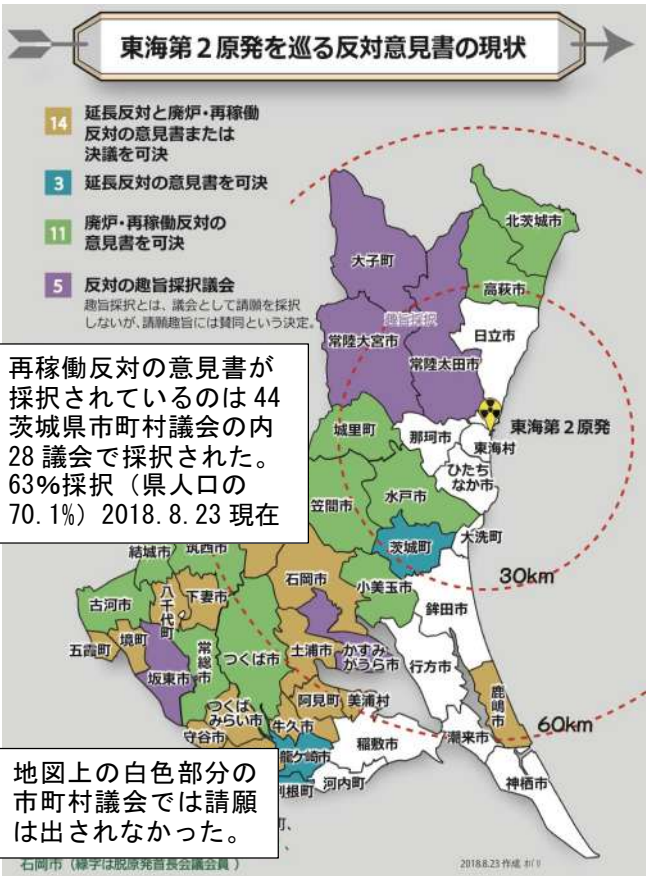 東海第2原発を巡る反対意見書の現状
14 延長反対と廃炉・再稼働
反対の意見書または
決議を可決
3 延長反対の意見書を可決
11 廃炉・再稼働反対の
意見書を可決
5 反対の趣旨採択議会
趣旨採択とは、議会として請願を採択
しないが、請願趣旨には賛同という決定。
北茨城市
大子町
高萩市
趣旨採択
日立市
常陸大宮市
常陸太田市
再稼働反対の意見書が
採択されているのは 44
茨城県市町村議会の内
28 議会で採択された。
63%採択（県人口の
70.1%）2018.8.23 現在
城里町
那珂市
東海第2原発
東海村
ひたち
なか市
笠間市
水戸市
大洗町
茨城町
30km
結城市
筑西市
石岡市
小美玉市
鉾田市
古河市
八千代町
下妻市
五霞町
境町
坂東市
常総市
つくば市
土浦市
かすみ
がうら市
行方市
鹿嶋市
つくば
みらい市
阿見町
美浦村
守谷市
牛久市
60km
龍ケ崎市
稲敷市
潮来市
利根町
河内町
神栖市
地図上の白色部分の
市町村議会では請願
は出されなかった。
町、
石岡市（緑字は脱原発首長会議会員）
2018.8.23 作成